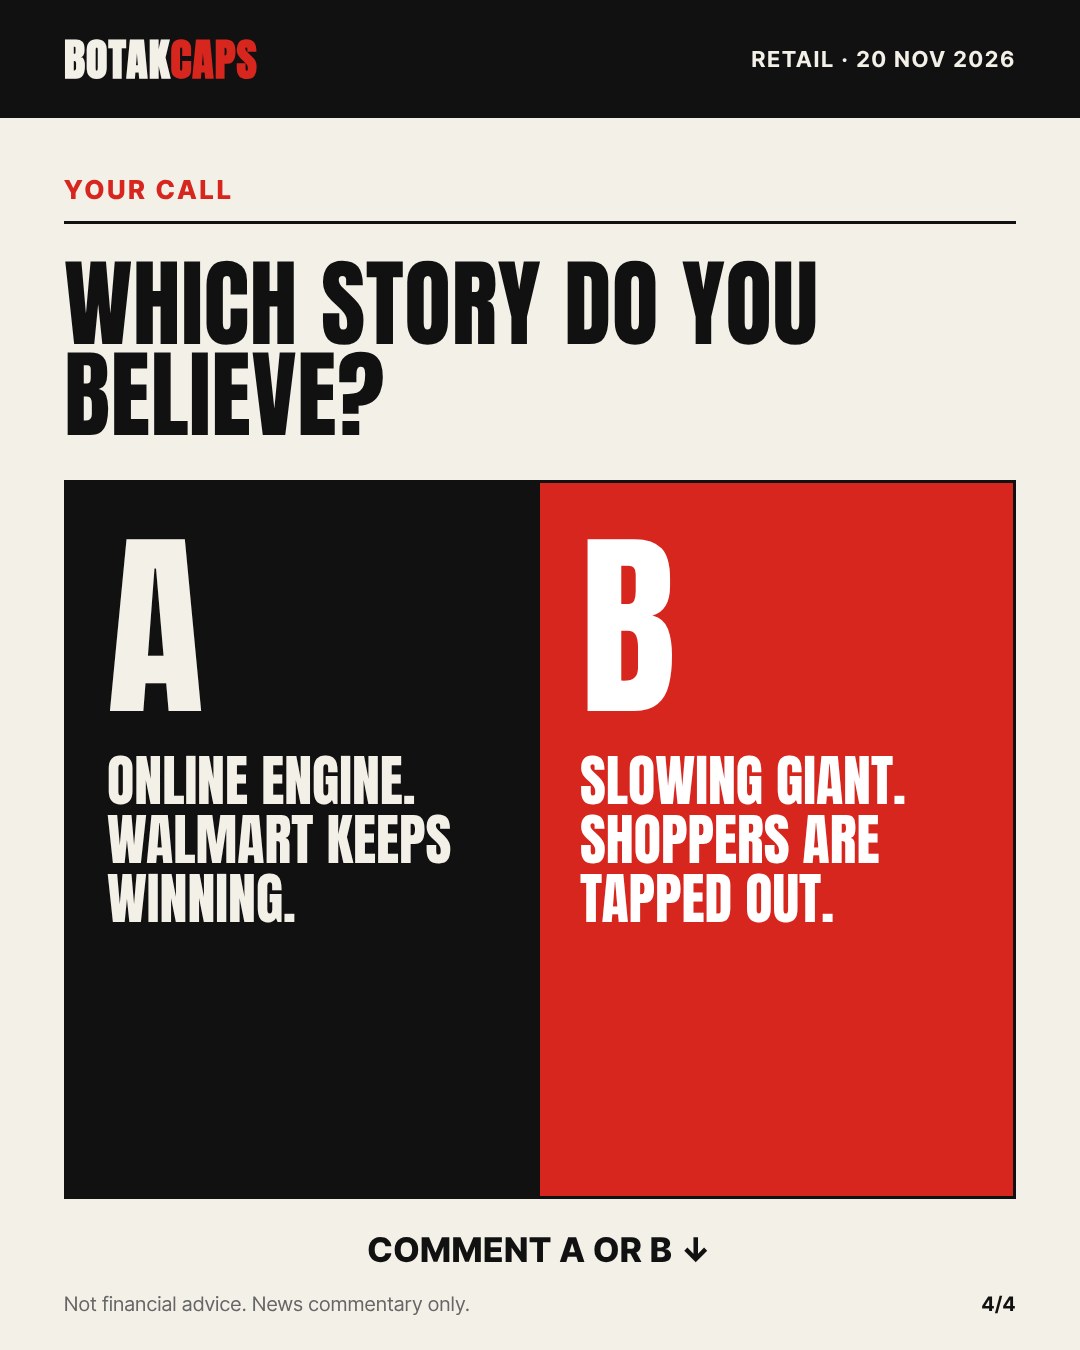 BOTAKCAPS
RETAIL · 20 NOV 2026
YOUR CALL
WHICH STORY DO YOU
BELIEVE?
A
ONLINE ENGINE.
WALMART KEEPS
WINNING.
B
SLOWING GIANT.
SHOPPERS ARE
TAPPED OUT.
COMMENT A OR B ↓
Not financial advice. News commentary only.
4/4